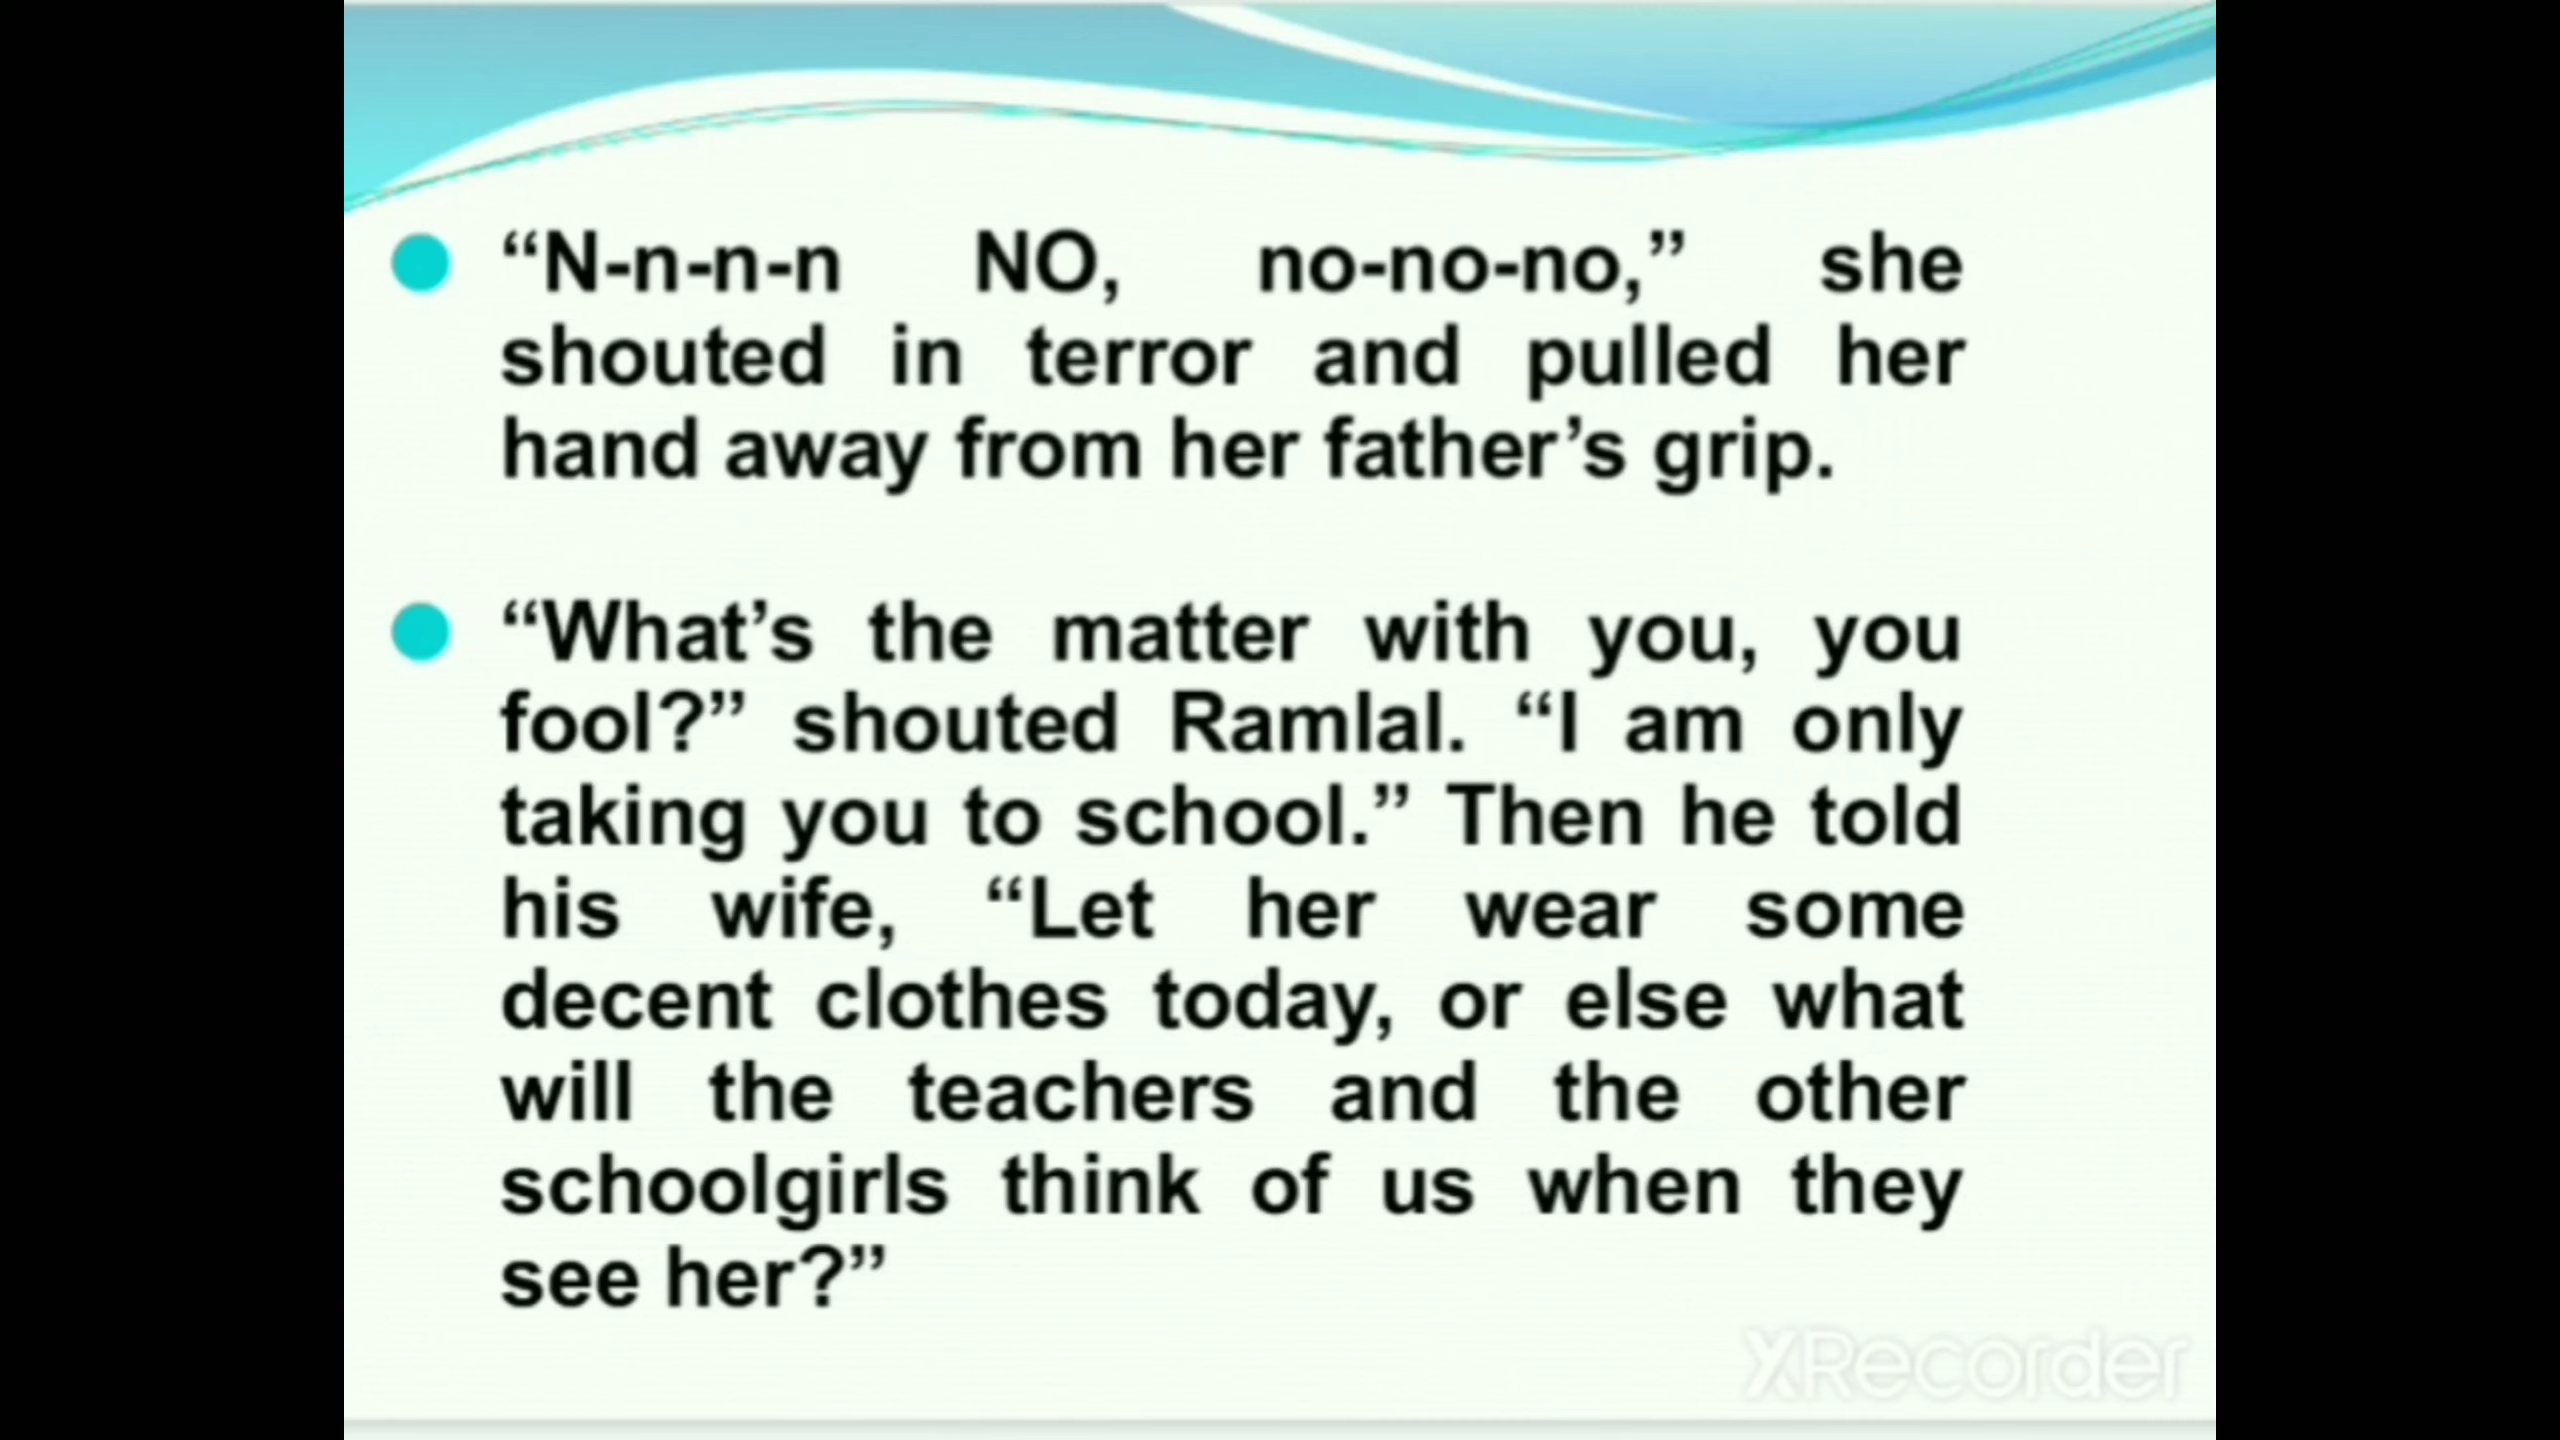 “N-n-n-n NO, no-no-no,” she
shouted in terror and pulled her
hand away from her father’s grip.
“What’s the matter with you, you
fool?” shouted Ramlal. “I am only
taking you to school.” Then he told
his wife, “Let her wear some
decent clothes today, or else what
will the teachers and the other
schoolgirls think of us when they
see her?”
XRecorder